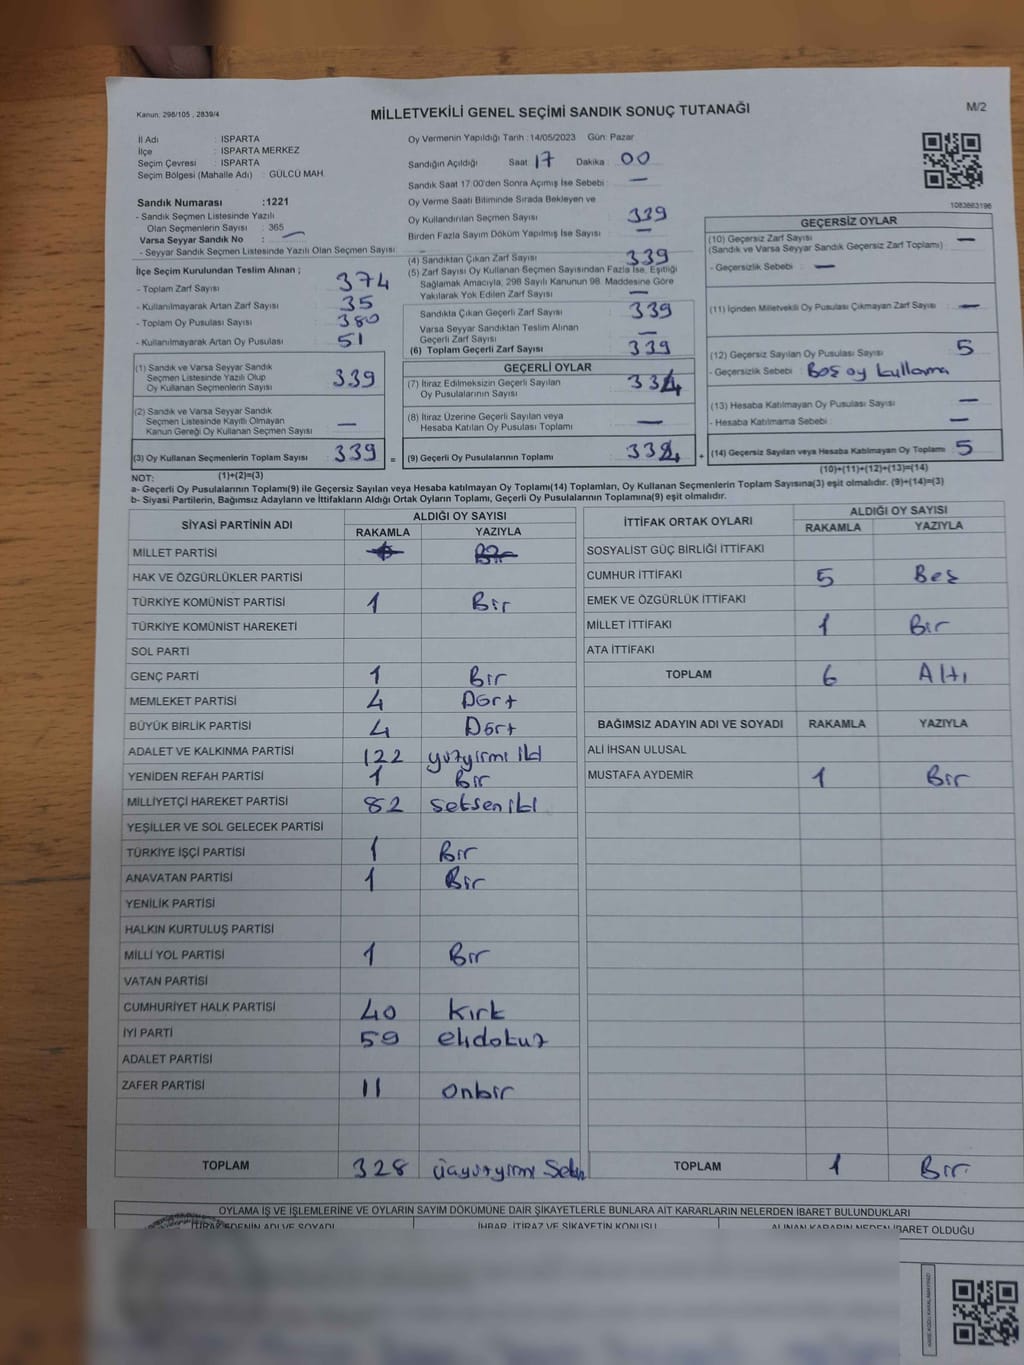 Kanun: 298/105 , 2839/4
MİLLETVEKİLİ GENEL SEÇİMİ SANDIK SONUÇ TUTANAĞI
M/2
İl Adı : ISPARTA
İlçe : ISPARTA MERKEZ
Seçim Çevresi : ISPARTA
Seçim Bölgesi (Mahalle Adı) : GÜLCÜ MAH.
Sandık Numarası :1221
- Sandık Seçmen Listesinde Yazılı
Olan Seçmenlerin Sayısı : 365
Varsa Seyyar Sandık No : —
- Seyyar Sandık Seçmen Listesinde Yazılı Olan Seçmen Sayısı :
İlçe Seçim Kurulundan Teslim Alınan ;
- Toplam Zarf Sayısı : 374
- Kullanılmayarak Artan Zarf Sayısı : 35
- Toplam Oy Pusulası Sayısı : 380
- Kullanılmayarak Artan Oy Pusulası : 51
(1) Sandık ve Varsa Seyyar Sandık
Seçmen Listesinde Yazılı Olup
Oy Kullanan Seçmenlerin Sayısı 339
(2) Sandık ve Varsa Seyyar Sandık
Seçmen Listesinde Kayıtlı Olmayan
Kanun Gereği Oy Kullanan Seçmen Sayısı —
(3) Oy Kullanan Seçmenlerin Toplam Sayısı 339 =
(1)+(2)=(3)
Oy Vermenin Yapıldığı Tarih :14/05/2023 Gün: Pazar
Sandığın Açıldığı Saat: 17 Dakika : 00
Sandık Saat 17.00'den Sonra Açımış İse Sebebi : —
Oy Verme Saati Bitiminde Sırada Bekleyen ve
Oy Kullandırılan Seçmen Sayısı : 339
Birden Fazla Sayım Döküm Yapılmış İse Sayısı : —
(4) Sandıktan Çıkan Zarf Sayısı : 339
(5) Zarf Sayısı Oy Kullanan Seçmen Sayısından Fazla İse, Eşitliği
Sağlamak Amacıyla, 298 Sayılı Kanunun 98. Maddesine Göre
Yakılarak Yok Edilen Zarf Sayısı : —
Sandıkta Çıkan Geçerli Zarf Sayısı : 339
Varsa Seyyar Sandıktan Teslim Alınan
Geçerli Zarf Sayısı : —
(6) Toplam Geçerli Zarf Sayısı : 339
GEÇERLİ OYLAR
(7) İtiraz Edilmeksizin Geçerli Sayılan
Oy Pusulalarının Sayısı : 334
(8) İtiraz Üzerine Geçerli Sayılan veya
Hesaba Katılan Oy Pusulası Toplamı : —
(9) Geçerli Oy Pusulalarının Toplamı : 334 +
1083663196
GEÇERSİZ OYLAR
(10) Geçersiz Zarf Sayısı : —
(Sandık ve Varsa Seyyar Sandık Geçersiz Zarf Toplamı)
- Geçersizlik Sebebi : —
(11) İçinden Milletvekili Oy Pusulası Çıkmayan Zarf Sayısı : —
(12) Geçersiz Sayılan Oy Pusulası Sayısı : 5
- Geçersizlik Sebebi : Boş oy kullama
(13) Hesaba Katılmayan Oy Pusulası Sayısı : —
- Hesaba Katılmama Sebebi : —
(14) Geçersiz Sayılan veya Hesaba Katılmayan Oy Toplamı : 5
(10)+(11)+(12)+(13)=(14)
NOT:
a- Geçerli Oy Pusulalarının Toplamı(9) ile Geçersiz Sayılan veya Hesaba katılmayan Oy Toplamı(14) Toplamları, Oy Kullanan Seçmenlerin Toplam Sayısına(3) eşit olmalıdır. (9)+(14)=(3)
b- Siyasi Partilerin, Bağımsız Adayların ve İttifakların Aldığı Ortak Oyların Toplamı, Geçerli Oy Pusulalarının Toplamına(9) eşit olmalıdır.
SİYASİ PARTİNİN ADI
ALDIĞI OY SAYISI
RAKAMLA YAZIYLA
MİLLET PARTİSİ Bir
HAK VE ÖZGÜRLÜKLER PARTİSİ
TÜRKİYE KOMÜNİST PARTİSİ 1 Bir
TÜRKİYE KOMÜNİST HAREKETİ
SOL PARTİ
GENÇ PARTİ 1 Bir
MEMLEKET PARTİSİ 4 Dört
BÜYÜK BİRLİK PARTİSİ 4 Dört
ADALET VE KALKINMA PARTİSİ 122 yüzyirmi iki
YENİDEN REFAH PARTİSİ 1 Bir
MİLLİYETÇİ HAREKET PARTİSİ 82 seksen iki
YEŞİLLER VE SOL GELECEK PARTİSİ
TÜRKİYE İŞÇİ PARTİSİ 1 Bir
ANAVATAN PARTİSİ 1 Bir
YENİLİK PARTİSİ
HALKIN KURTULUŞ PARTİSİ
MİLLİ YOL PARTİSİ 1 Bir
VATAN PARTİSİ
CUMHURİYET HALK PARTİSİ 40 kırk
İYİ PARTİ 59 ellidokuz
ADALET PARTİSİ
ZAFER PARTİSİ 11 onbir
TOPLAM 328 üçyüzyirmi Sekiz
İTTİFAK ORTAK OYLARI
ALDIĞI OY SAYISI
RAKAMLA YAZIYLA
SOSYALİST GÜÇ BİRLİĞİ İTTİFAKI
CUMHUR İTTİFAKI 5 Beş
EMEK VE ÖZGÜRLÜK İTTİFAKI
MİLLET İTTİFAKI 1 Bir
ATA İTTİFAKI
TOPLAM 6 Altı
BAĞIMSIZ ADAYIN ADI VE SOYADI RAKAMLA YAZIYLA
ALİ İHSAN ULUSAL
MUSTAFA AYDEMİR 1 Bir
TOPLAM 1 Bir
OYLAMA İŞ VE İŞLEMLERİNE VE OYLARIN SAYIM DÖKÜMÜNE DAİR ŞİKAYETLERLE BUNLARA AİT KARARLARIN NELERDEN İBARET BULUNDUKLARI
İTİRAZ EDENİN ADI VE SOYADI İHBAR, İTİRAZ VE ŞİKAYETİN KONUSU ALINAN KARARIN NEDEN İBARET OLDUĞU